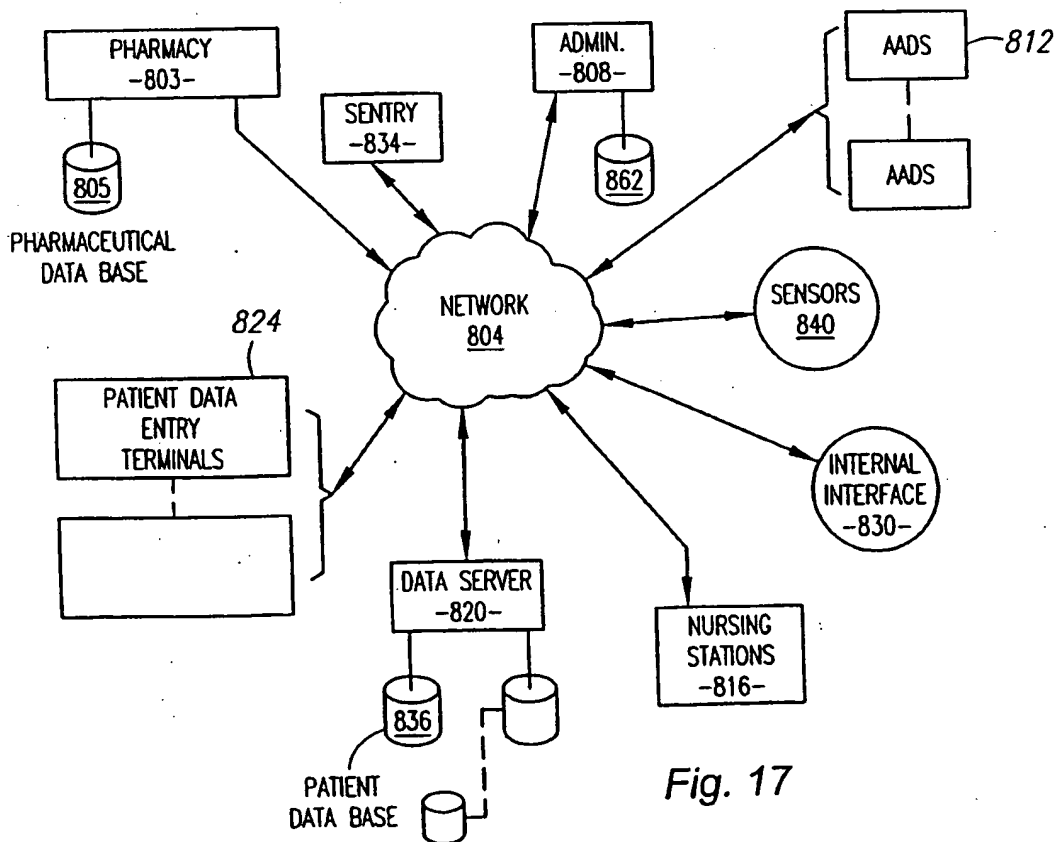 PHARMACY
-803-
805
PHARMACEUTICAL
DATA BASE
SENTRY
-834-
ADMIN.
-808-
862
AADS
812
AADS
NETWORK
804
SENSORS
840
824
PATIENT DATA
ENTRY
TERMINALS
INTERNAL
INTERFACE
-830-
DATA SERVER
-820-
836
PATIENT
DATA BASE
NURSING
STATIONS
-816-
Fig. 17